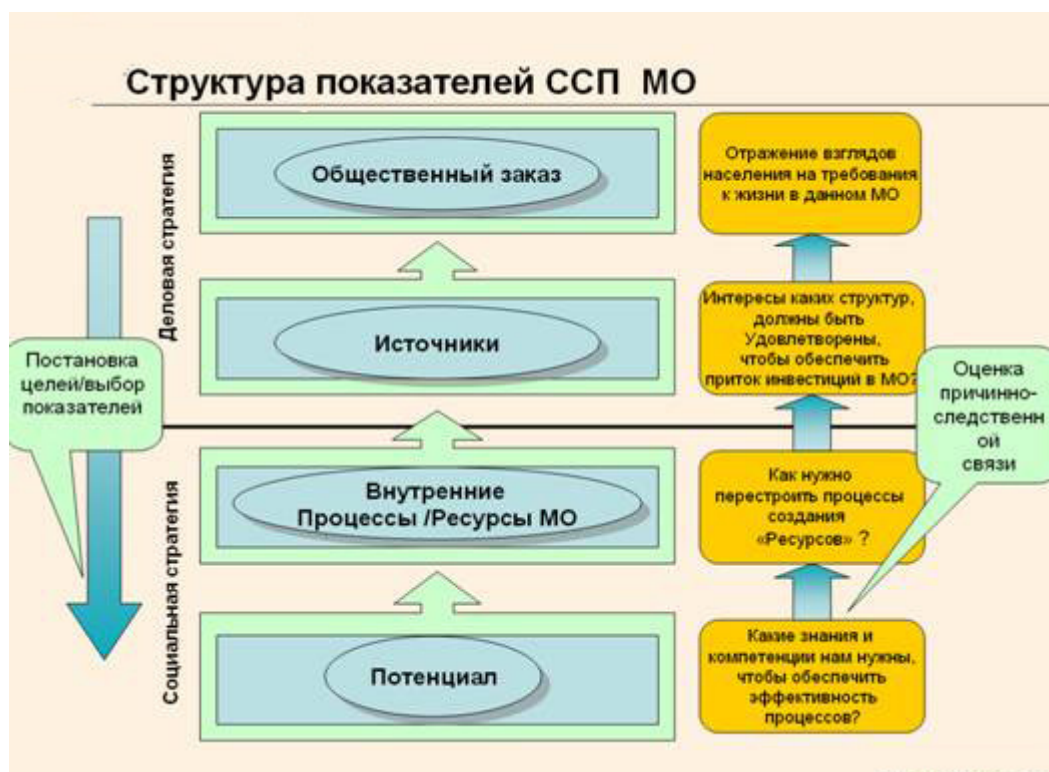 Структура показателей ССП МО
Деловая стратегия
Общественный заказ
Отражение взглядов
населения на требования
к жизни в данном МО
Источники
Интересы каких структур,
должны быть
Удовлетворены,
чтобы обеспечить
приток инвестиций в МО?
Постановка
целей/выбор
показателей
Оценка
причинно-
следственн
ой
связи
Социальная стратегия
Внутренние
Процессы /Ресурсы МО
Как нужно
перестроить процессы
создания
«Ресурсов» ?
Потенциал
Какие знания и
компетенции нам нужны,
чтобы обеспечить
эффективность
процессов?